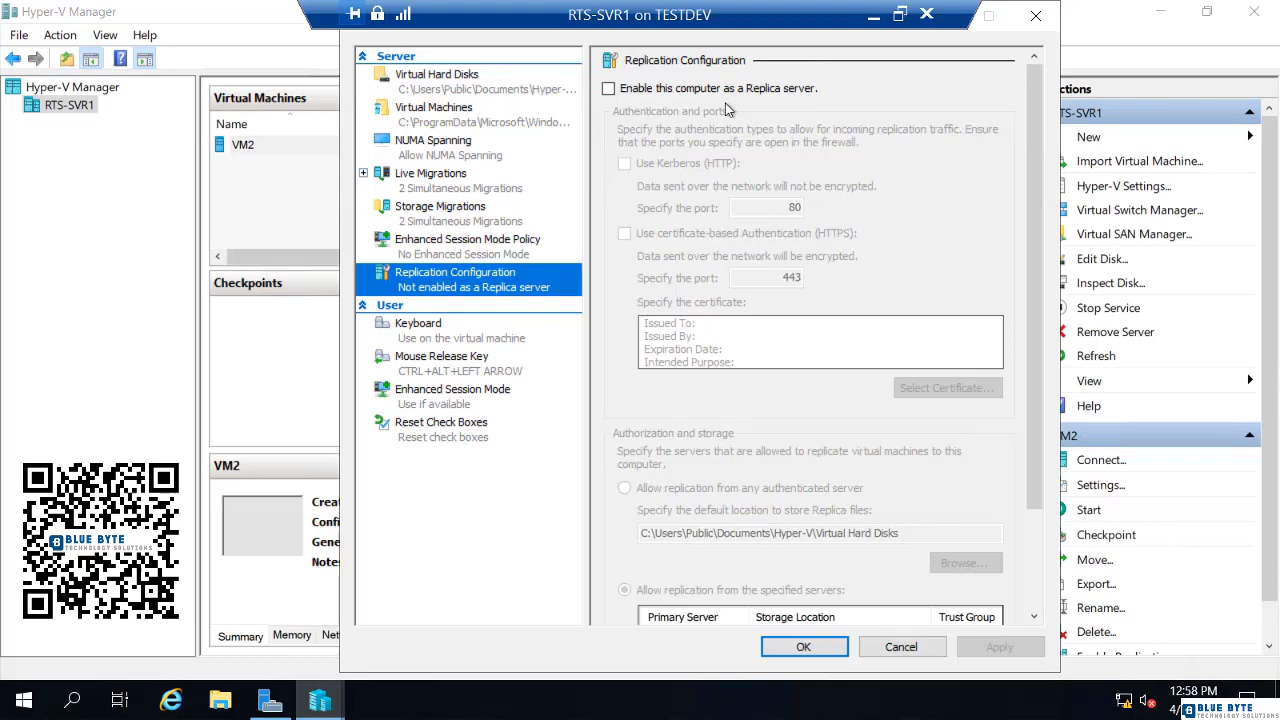 Hyper-V Manager
RTS-SVR1 on TESTDEV
File Action View Help
Hyper-V Manager
RTS-SVR1
Virtual Machines
Name
VM2
Checkpoints
VM2
Summary Memory
Server
Virtual Hard Disks
C:\Users\Public\Documents\Hyper-...
Virtual Machines
C:\ProgramData\Microsoft\Windo...
NUMA Spanning
Allow NUMA Spanning
Live Migrations
2 Simultaneous Migrations
Storage Migrations
2 Simultaneous Migrations
Enhanced Session Mode Policy
No Enhanced Session Mode
Replication Configuration
Not enabled as a Replica server
User
Keyboard
Use on the virtual machine
Mouse Release Key
CTRL+ALT+LEFT ARROW
Enhanced Session Mode
Use if available
Reset Check Boxes
Reset check boxes
Replication Configuration
Enable this computer as a Replica server.
Authentication and ports
Specify the authentication types to allow for incoming replication traffic. Ensure
that the ports you specify are open in the firewall.
Use Kerberos (HTTP):
Data sent over the network will not be encrypted.
Specify the port: 80
Use certificate-based Authentication (HTTPS):
Data sent over the network will be encrypted.
Specify the port: 443
Specify the certificate:
Issued To:
Issued By:
Expiration Date:
Intended Purpose:
Select Certificate...
Authorization and storage
Specify the servers that are allowed to replicate virtual machines to this
computer.
Allow replication from any authenticated server
Specify the default location to store Replica files:
C:\Users\Public\Documents\Hyper-V\Virtual Hard Disks
Browse...
Allow replication from the specified servers:
Primary Server Storage Location Trust Group
OK Cancel Apply
ctions
RTS-SVR1
New
Import Virtual Machine...
Hyper-V Settings...
Virtual Switch Manager...
Virtual SAN Manager...
Edit Disk...
Inspect Disk...
Stop Service
Remove Server
Refresh
View
Help
M2
Connect...
Settings...
Start
Checkpoint
Move...
Export...
Rename...
Delete...
BLUE BYTE
TECHNOLOGY SOLUTIONS
12:58 PM
BLUE BYTE
TECHNOLOGY SOLUTIONS